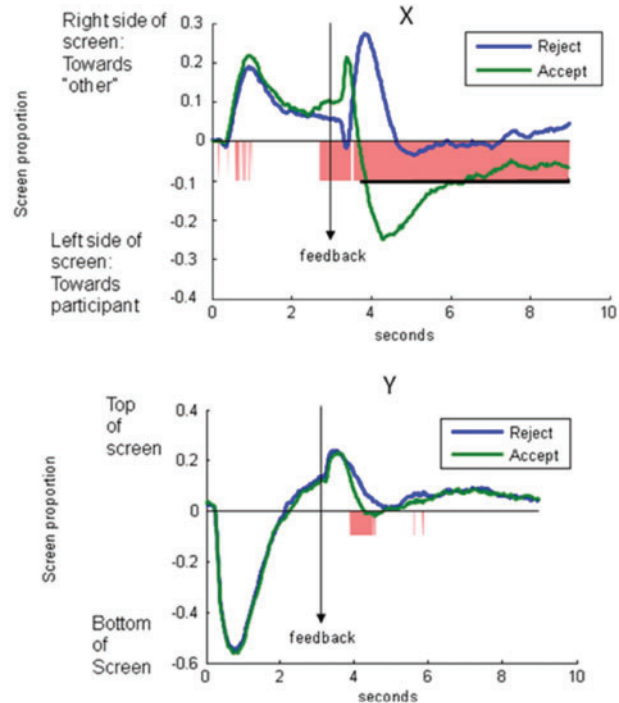 X
Right side of
screen:
Towards
"other"
Screen proportion
Left side of
screen:
Towards
participant
0.3
0.2
0.1
0
-0.1
-0.2
-0.3
-0.4
Reject
Accept
feedback
0
2
4
6
8
10
seconds
Y
Top
of
screen
Screen proportion
Bottom
of
Screen
0.4
0.2
0
-0.2
-0.4
-0.6
Reject
Accept
feedback
0
2
4
6
8
10
seconds